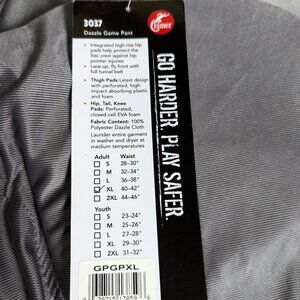 3037
Dazzle Game Pant
Cramer
• Integrated high-rise hip
pads help protect the
iliac crest against hip
pointer injuries
• Lace-up, fly front with
full tunnel belt
• Thigh Pads: Latest design
with perforated, high-
impact absorbing plastic
and foam
• Hip, Tail, Knee
Pads: Perforated,
closed-cell EVA foam
Fabric Content: 100%
Polyester Dazzle Cloth
Launder entire garment
in washer and dryer at
medium temperatures
Adult Waist
S 28-30"
M 32-34"
L 36-38"
XL 40-42"
2XL 44-46"
Youth
S 23-24"
M 25-26"
L 27-28"
XL 29-30"
2XL 31-32"
GPGPXL
GO HARDER. PLAY SAFER.